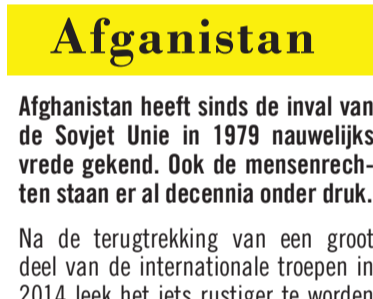 Afganistan
Afghanistan heeft sinds de inval van
de Sovjet Unie in 1979 nauwelijks
vrede gekend. Ook de mensenrech-
ten staan er al decennia onder druk.
Na de terugtrekking van een groot
deel van de internationale troepen in
2014 leek het iets rustiger te worden